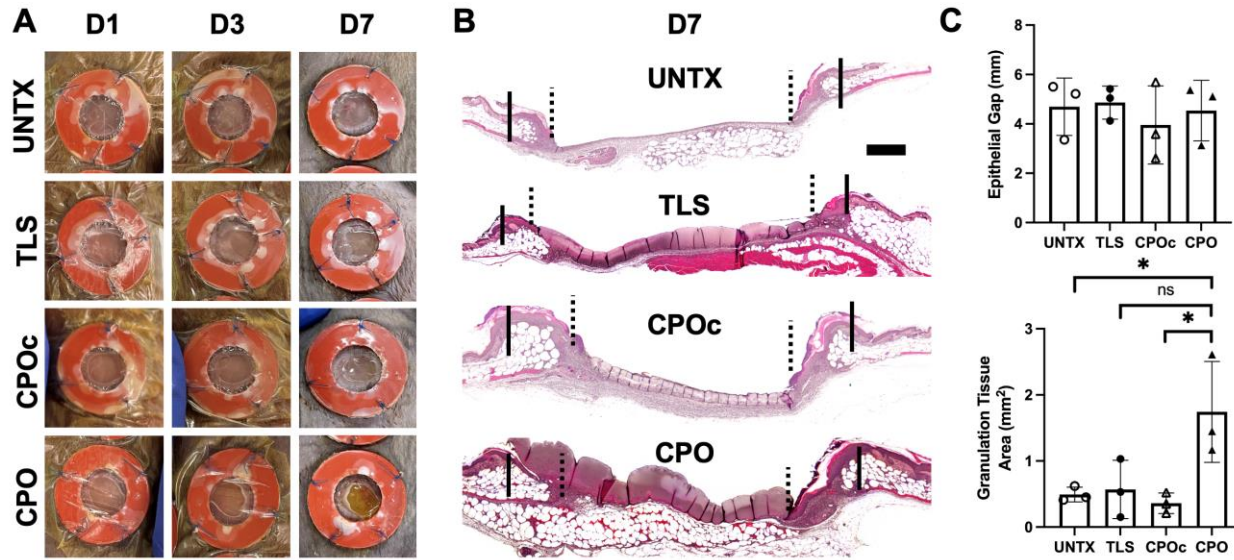 A
D1
D3
D7
UNTX
TLS
CPOc
CPO
B
D7
UNTX
TLS
CPOc
CPO
C
Epithelial Gap (mm)
8
6
4
2
0
UNTX
TLS
CPOc
CPO
*
ns
*
Granulation Tissue
Area (mm²)
3
2
1
0
UNTX
TLS
CPOc
CPO